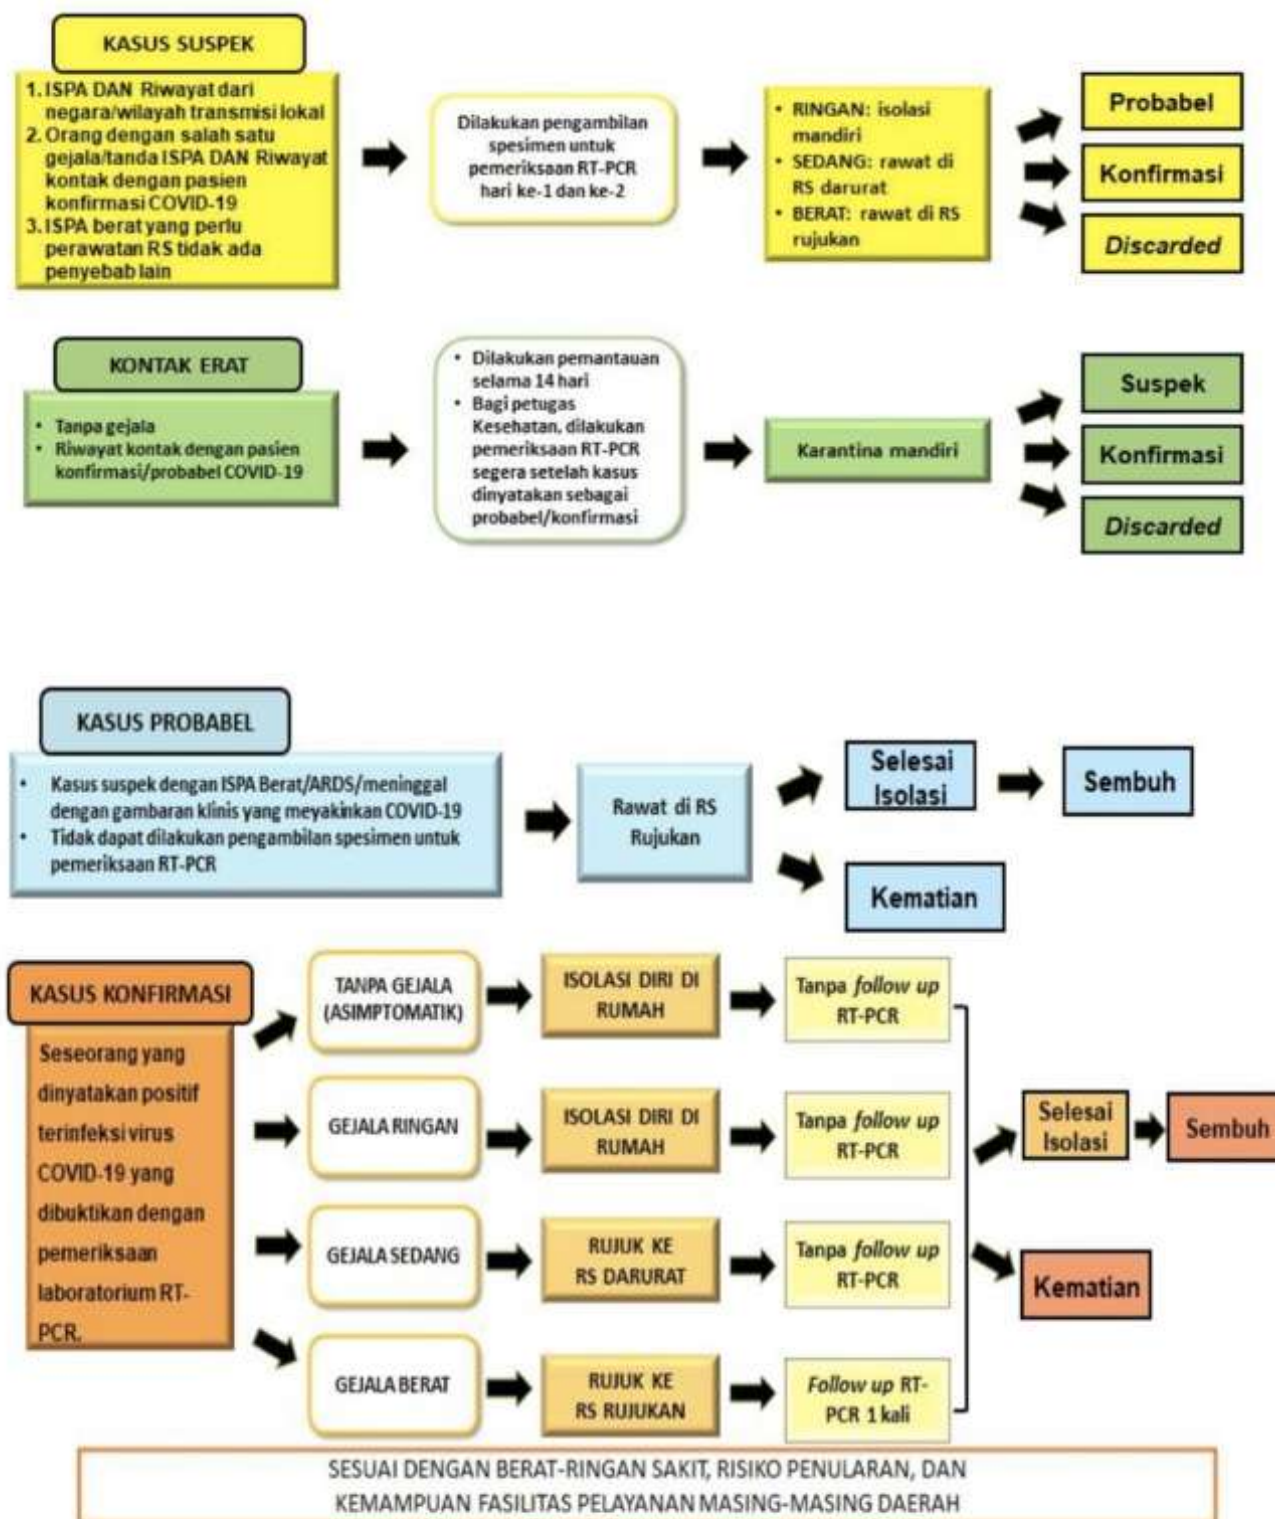 KASUS SUSPEK
1. ISPA DAN Riwayat dari
negara/wilayah transmisi lokal
2. Orang dengan salah satu
gejala/tanda ISPA DAN Riwayat
kontak dengan pasien
konfirmasi COVID-19
3. ISPA berat yang perlu
perawatan RS tidak ada
penyebab lain
Dilakukan pengambilan
spesimen untuk
pemeriksaan RT-PCR
hari ke-1 dan ke-2
• RINGAN: isolasi
mandiri
• SEDANG: rawat di
RS darurat
• BERAT: rawat di RS
rujukan
Probabel
Konfirmasi
Discarded
KONTAK ERAT
• Tanpa gejala
• Riwayat kontak dengan pasien
konfirmasi/probabel COVID-19
• Dilakukan pemantauan
selama 14 hari
• Bagi petugas
Kesehatan, dilakukan
pemeriksaan RT-PCR
segera setelah kasus
dinyatakan sebagai
probabel/konfirmasi
Karantina mandiri
Suspek
Konfirmasi
Discarded
KASUS PROBABEL
• Kasus suspek dengan ISPA Berat/ARDS/meninggal
dengan gambaran klinis yang meyakinkan COVID-19
• Tidak dapat dilakukan pengambilan spesimen untuk
pemeriksaan RT-PCR
Rawat di RS
Rujukan
Selesai
Isolasi
Sembuh
Kematian
KASUS KONFIRMASI
Seseorang yang
dinyatakan positif
terinfeksi virus
COVID-19 yang
dibuktikan dengan
pemeriksaan
laboratorium RT-
PCR.
TANPA GEJALA
(ASIMPTOMATIK)
ISOLASI DIRI DI
RUMAH
Tanpa follow up
RT-PCR
GEJALA RINGAN
ISOLASI DIRI DI
RUMAH
Tanpa follow up
RT-PCR
GEJALA SEDANG
RUJUK KE
RS DARURAT
Tanpa follow up
RT-PCR
GEJALA BERAT
RUJUK KE
RS RUJUKAN
Follow up RT-
PCR 1 kali
Selesai
Isolasi
Sembuh
Kematian
SESUAI DENGAN BERAT-RINGAN SAKIT, RISIKO PENULARAN, DAN
KEMAMPUAN FASILITAS PELAYANAN MASING-MASING DAERAH